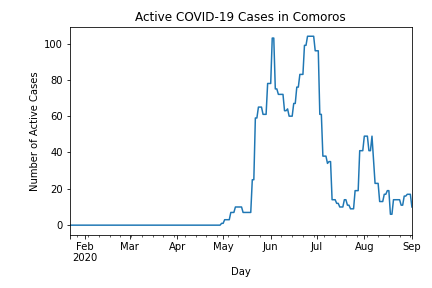 Active COVID-19 Cases in Comoros
Number of Active Cases
100
80
60
40
20
0
Feb Mar Apr May Jun Jul Aug Sep
2020
Day